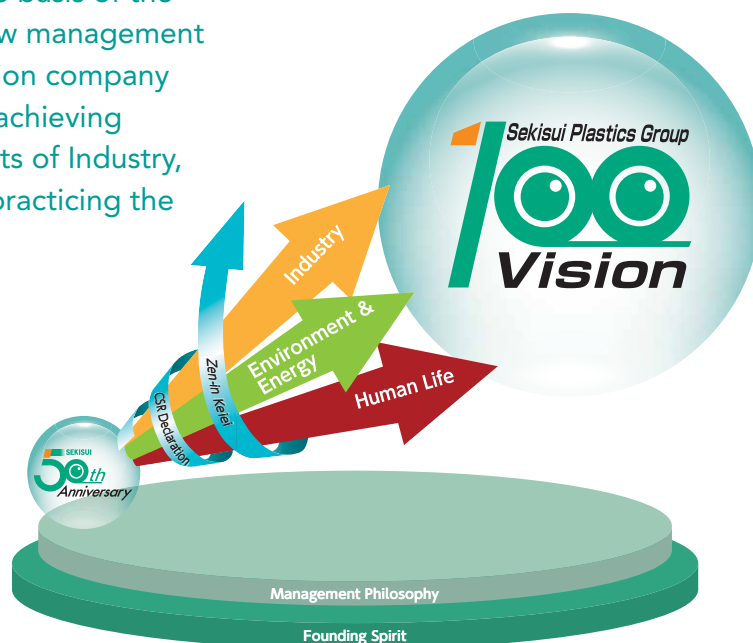 basis of the
w management
on company
achieving
ts of Industry,
practicing the
Sekisui Plastics Group
100
Vision
Industry
Environment &
Energy
Human Life
Zen-in Keiei
CSR Declaration
SEKISUI
50th
Anniversary
Management Philosophy
Founding Spirit